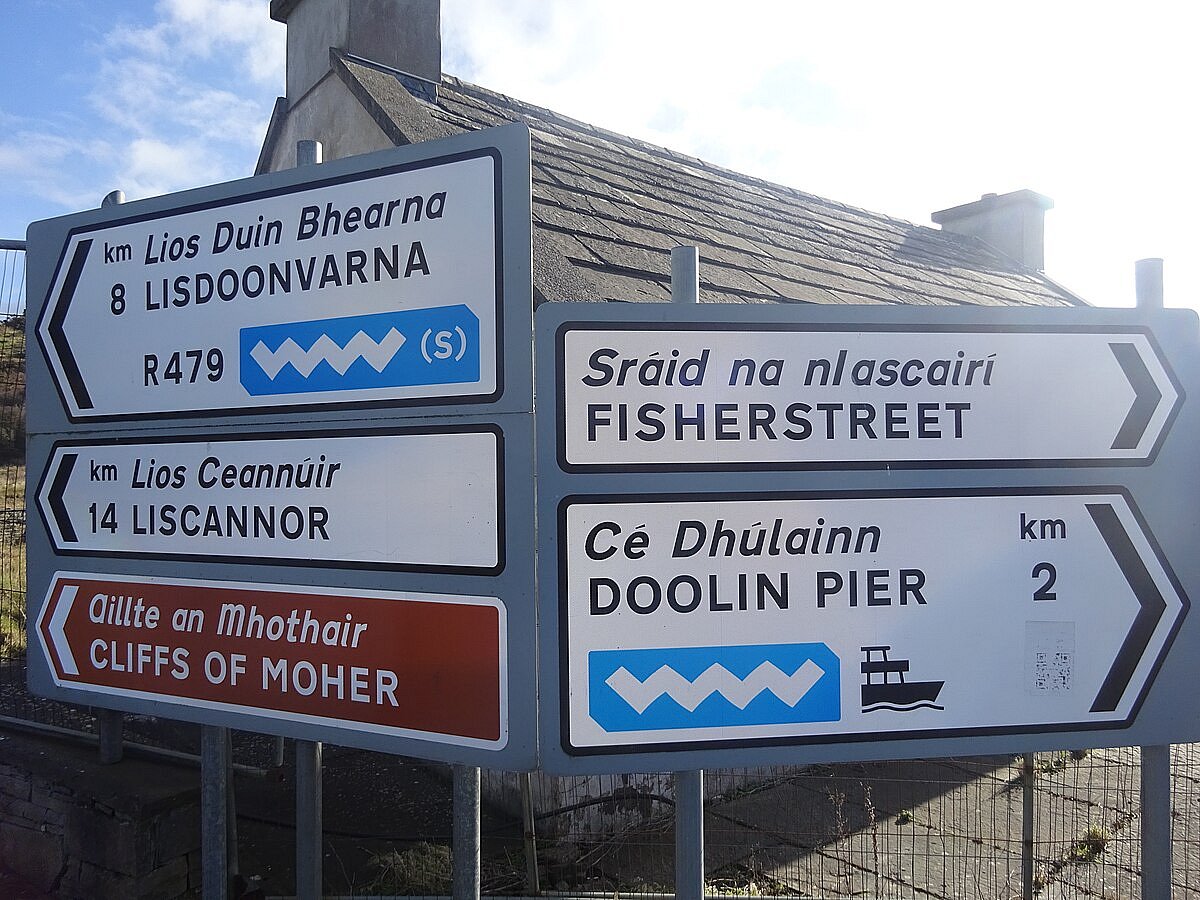 km Lios Duin Bhearna
8 LISDOONVARNA
R479 (S)
km Lios Ceannúir
14 LISCANNOR
Aillte an Mhothair
CLIFFS OF MOHER
Sráid na nIascairí
FISHERSTREET
Cé Dhúlainn km
DOOLIN PIER 2